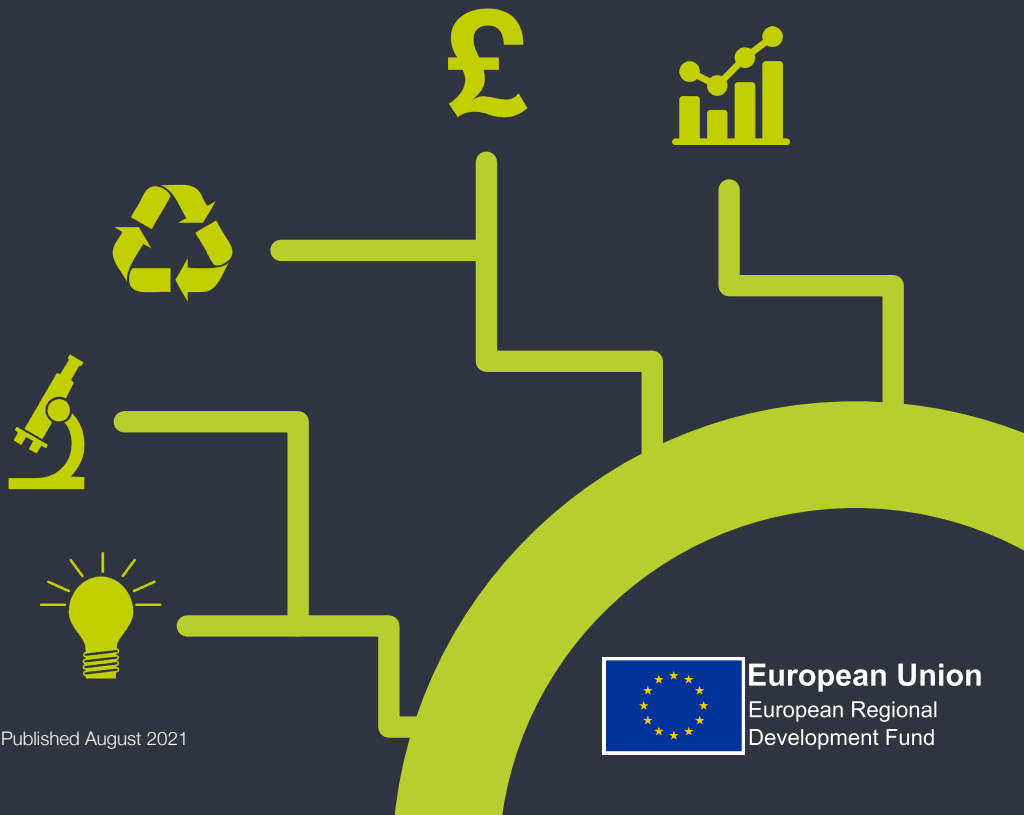 £
European Union
European Regional
Development Fund
Published August 2021